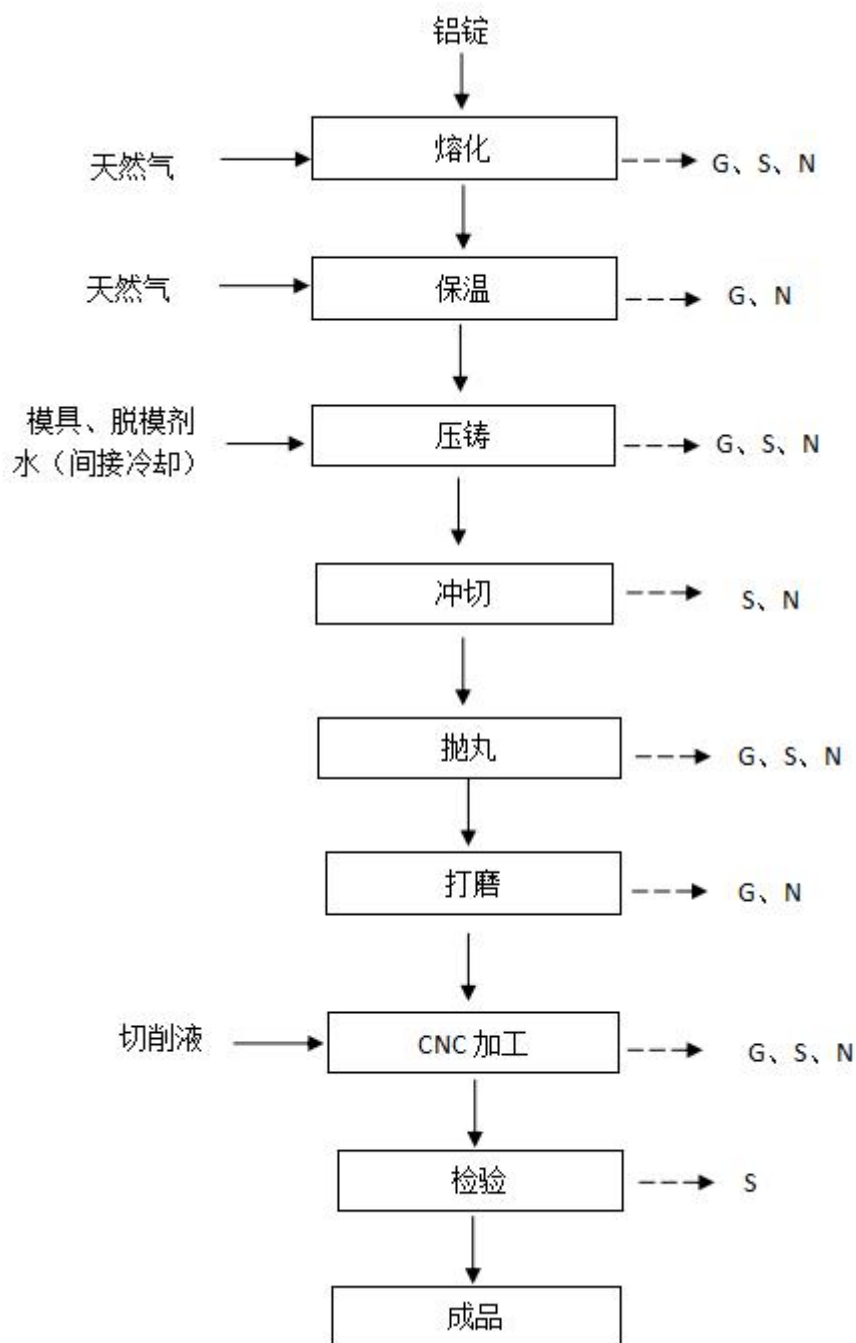 铝锭
天然气
熔化
G、S、N
天然气
保温
G、N
模具、脱模剂
水（间接冷却）
压铸
G、S、N
冲切
S、N
抛丸
G、S、N
打磨
G、N
切削液
CNC 加工
G、S、N
检验
S
成品